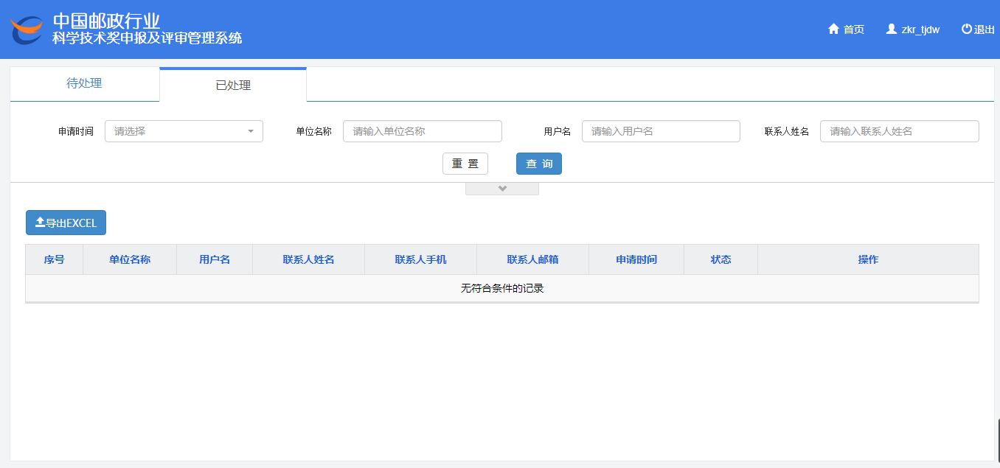 中国邮政行业
科学技术奖申报及评审管理系统
首页 zkr_tjdw 退出
待处理 已处理
申请时间 请选择 单位名称 请输入单位名称 用户名 请输入用户名 联系人姓名 请输入联系人姓名
重 置 查 询
导出EXCEL
序号 单位名称 用户名 联系人姓名 联系人手机 联系人邮箱 申请时间 状态 操作
无符合条件的记录